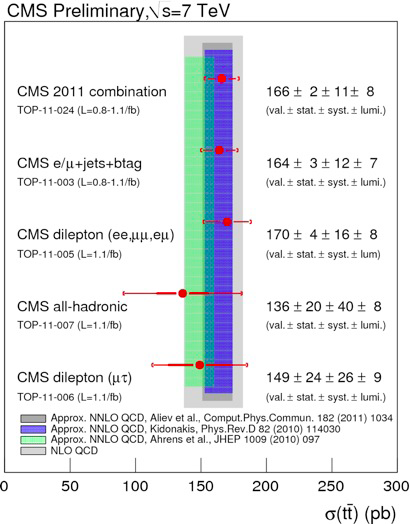 CMS Preliminary,√s=7 TeV
CMS 2011 combination 166 ± 2 ± 11 ± 8
TOP-11-024 (L=0.8-1.1/fb) (val. ± stat. ± syst. ± lumi.)
CMS e/μ+jets+btag 164 ± 3 ± 12 ± 7
TOP-11-003 (L=0.8-1.1/fb) (val. ± stat. ± syst. ± lumi.)
CMS dilepton (ee,μμ,eμ) 170 ± 4 ± 16 ± 8
TOP-11-005 (L=1.1/fb) (val. ± stat. ± syst. ± lum)
CMS all-hadronic 136 ± 20 ± 40 ± 8
TOP-11-007 (L=1.1/fb) (val. ± stat. ± syst. ± lumi.)
CMS dilepton (μτ) 149 ± 24 ± 26 ± 9
TOP-11-006 (L=1.1/fb) (val. ± stat. ± syst. ± lumi.)
Approx. NNLO QCD, Aliev et al., Comput.Phys.Commun. 182 (2011) 1034
Approx. NNLO QCD, Kidonakis, Phys.Rev.D 82 (2010) 114030
Approx. NNLO QCD, Ahrens et al., JHEP 1009 (2010) 097
NLO QCD
0 50 100 150 200 250 300
σ(tt̄) (pb)